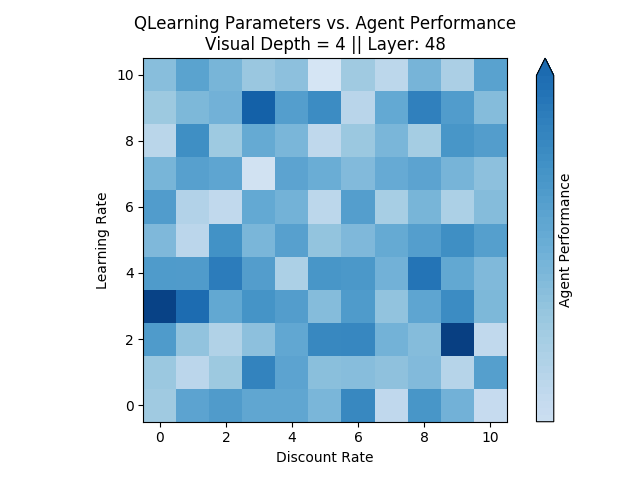 QLearning Parameters vs. Agent Performance
Visual Depth = 4 || Layer: 48
10
8
6
4
2
0
Learning Rate
0 2 4 6 8 10
Discount Rate
Agent Performance